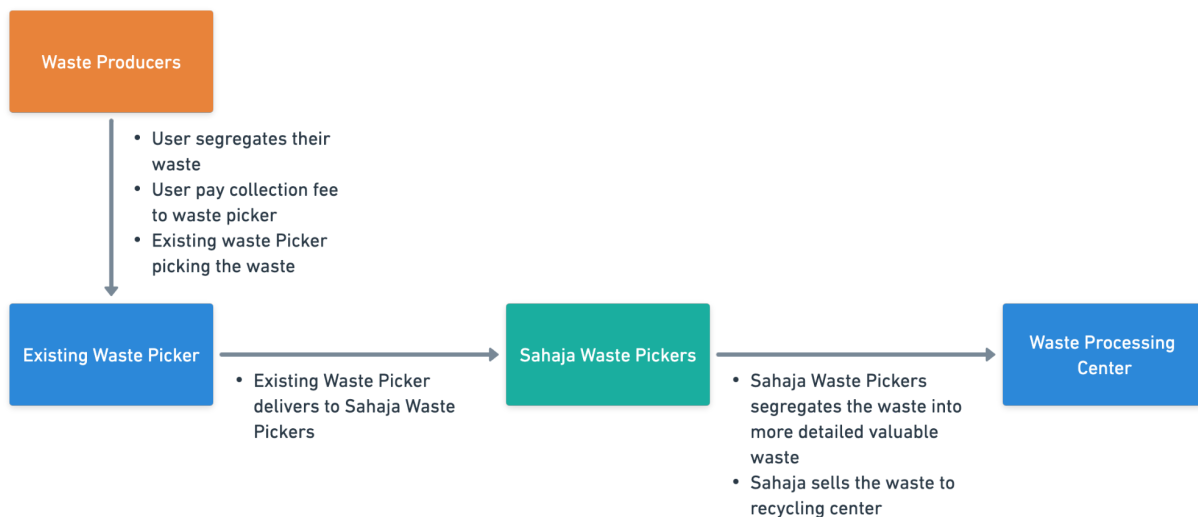 Waste Producers
• User segregates their
waste
• User pay collection fee
to waste picker
• Existing waste Picker
picking the waste
Existing Waste Picker
• Existing Waste Picker
delivers to Sahaja Waste
Pickers
Sahaja Waste Pickers
• Sahaja Waste Pickers
segregates the waste into
more detailed valuable
waste
• Sahaja sells the waste to
recycling center
Waste Processing
Center